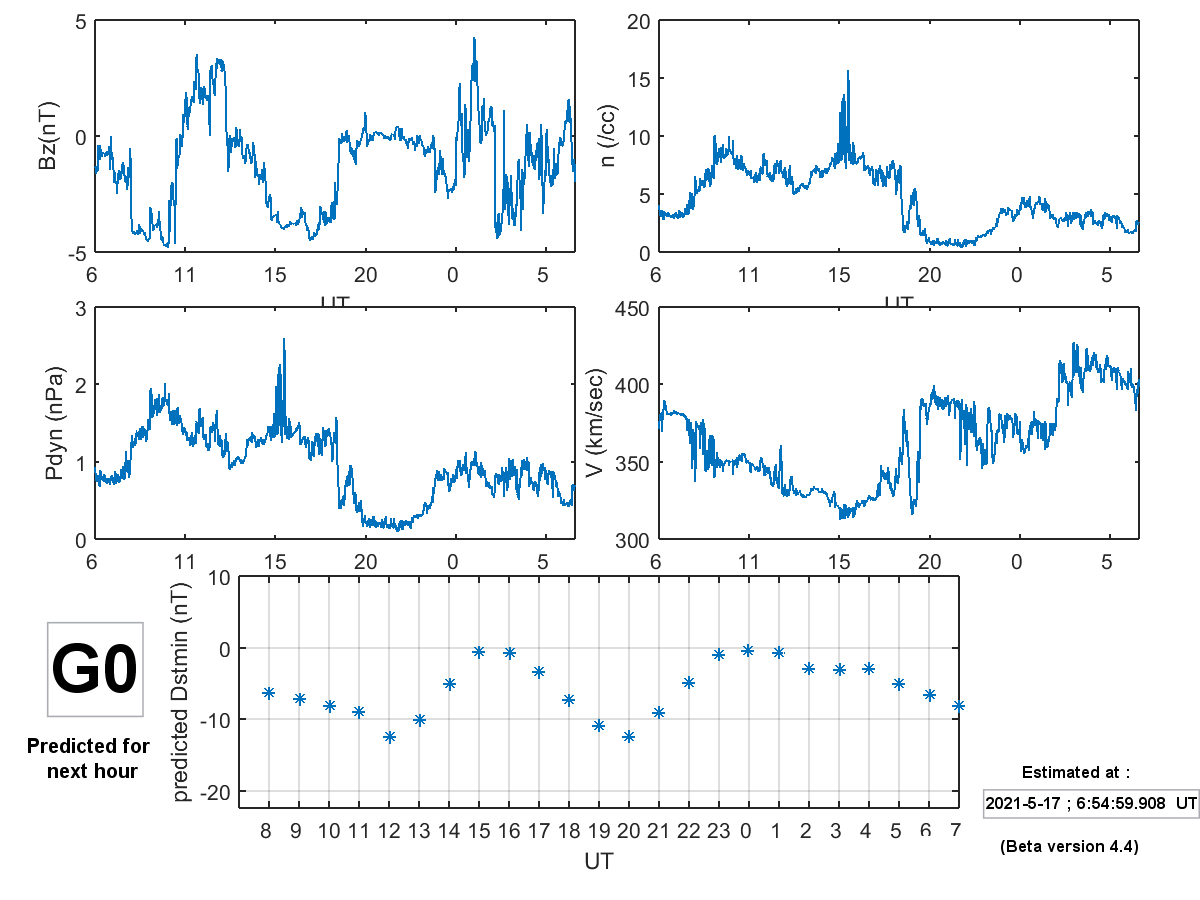 Bz(nT)
5
0
-5
6 11 15 20 0 5
UT
n (/cc)
20
15
10
5
0
6 11 15 20 0 5
UT
Pdyn (nPa)
3
2
1
0
6 11 15 20 0 5
V (km/sec)
450
400
350
300
6 11 15 20 0 5
G0
Predicted for
next hour
predicted Dstmin (nT)
10
0
-10
-20
8 9 10 11 12 13 14 15 16 17 18 19 20 21 22 23 0 1 2 3 4 5 6 7
UT
Estimated at :
2021-5-17 ; 6:54:59.908 UT
(Beta version 4.4)